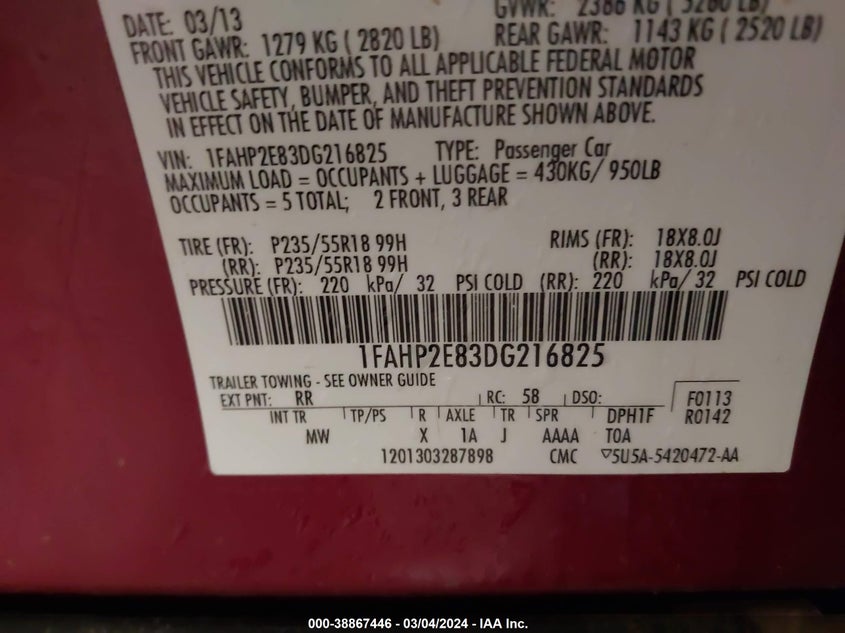 DATE: 03/13 GVWR: 2386 KG ( 5260 LB)
FRONT GAWR: 1279 KG ( 2820 LB) REAR GAWR: 1143 KG ( 2520 LB)
THIS VEHICLE CONFORMS TO ALL APPLICABLE FEDERAL MOTOR
VEHICLE SAFETY, BUMPER, AND THEFT PREVENTION STANDARDS
IN EFFECT ON THE DATE OF MANUFACTURE SHOWN ABOVE.
VIN: 1FAHP2E83DG216825 TYPE: Passenger Car
MAXIMUM LOAD = OCCUPANTS + LUGGAGE = 430KG/ 950LB
OCCUPANTS = 5 TOTAL; 2 FRONT, 3 REAR
TIRE (FR): P235/55R18 99H RIMS (FR): 18X8.0J
(RR): P235/55R18 99H (RR): 18X8.0J
PRESSURE (FR): 220 kPa/ 32 PSI COLD (RR): 220 kPa/ 32 PSI COLD
1FAHP2E83DG216825
TRAILER TOWING - SEE OWNER GUIDE
EXT PNT: RR RC: 58 DSO: F0113
INT TR TP/PS R AXLE TR SPR DPH1F R0142
MW X 1A J AAAA TOA
1201303287898 CMC ▽5U5A-5420472-AA
000-38867446 - 03/04/2024 - IAA Inc.